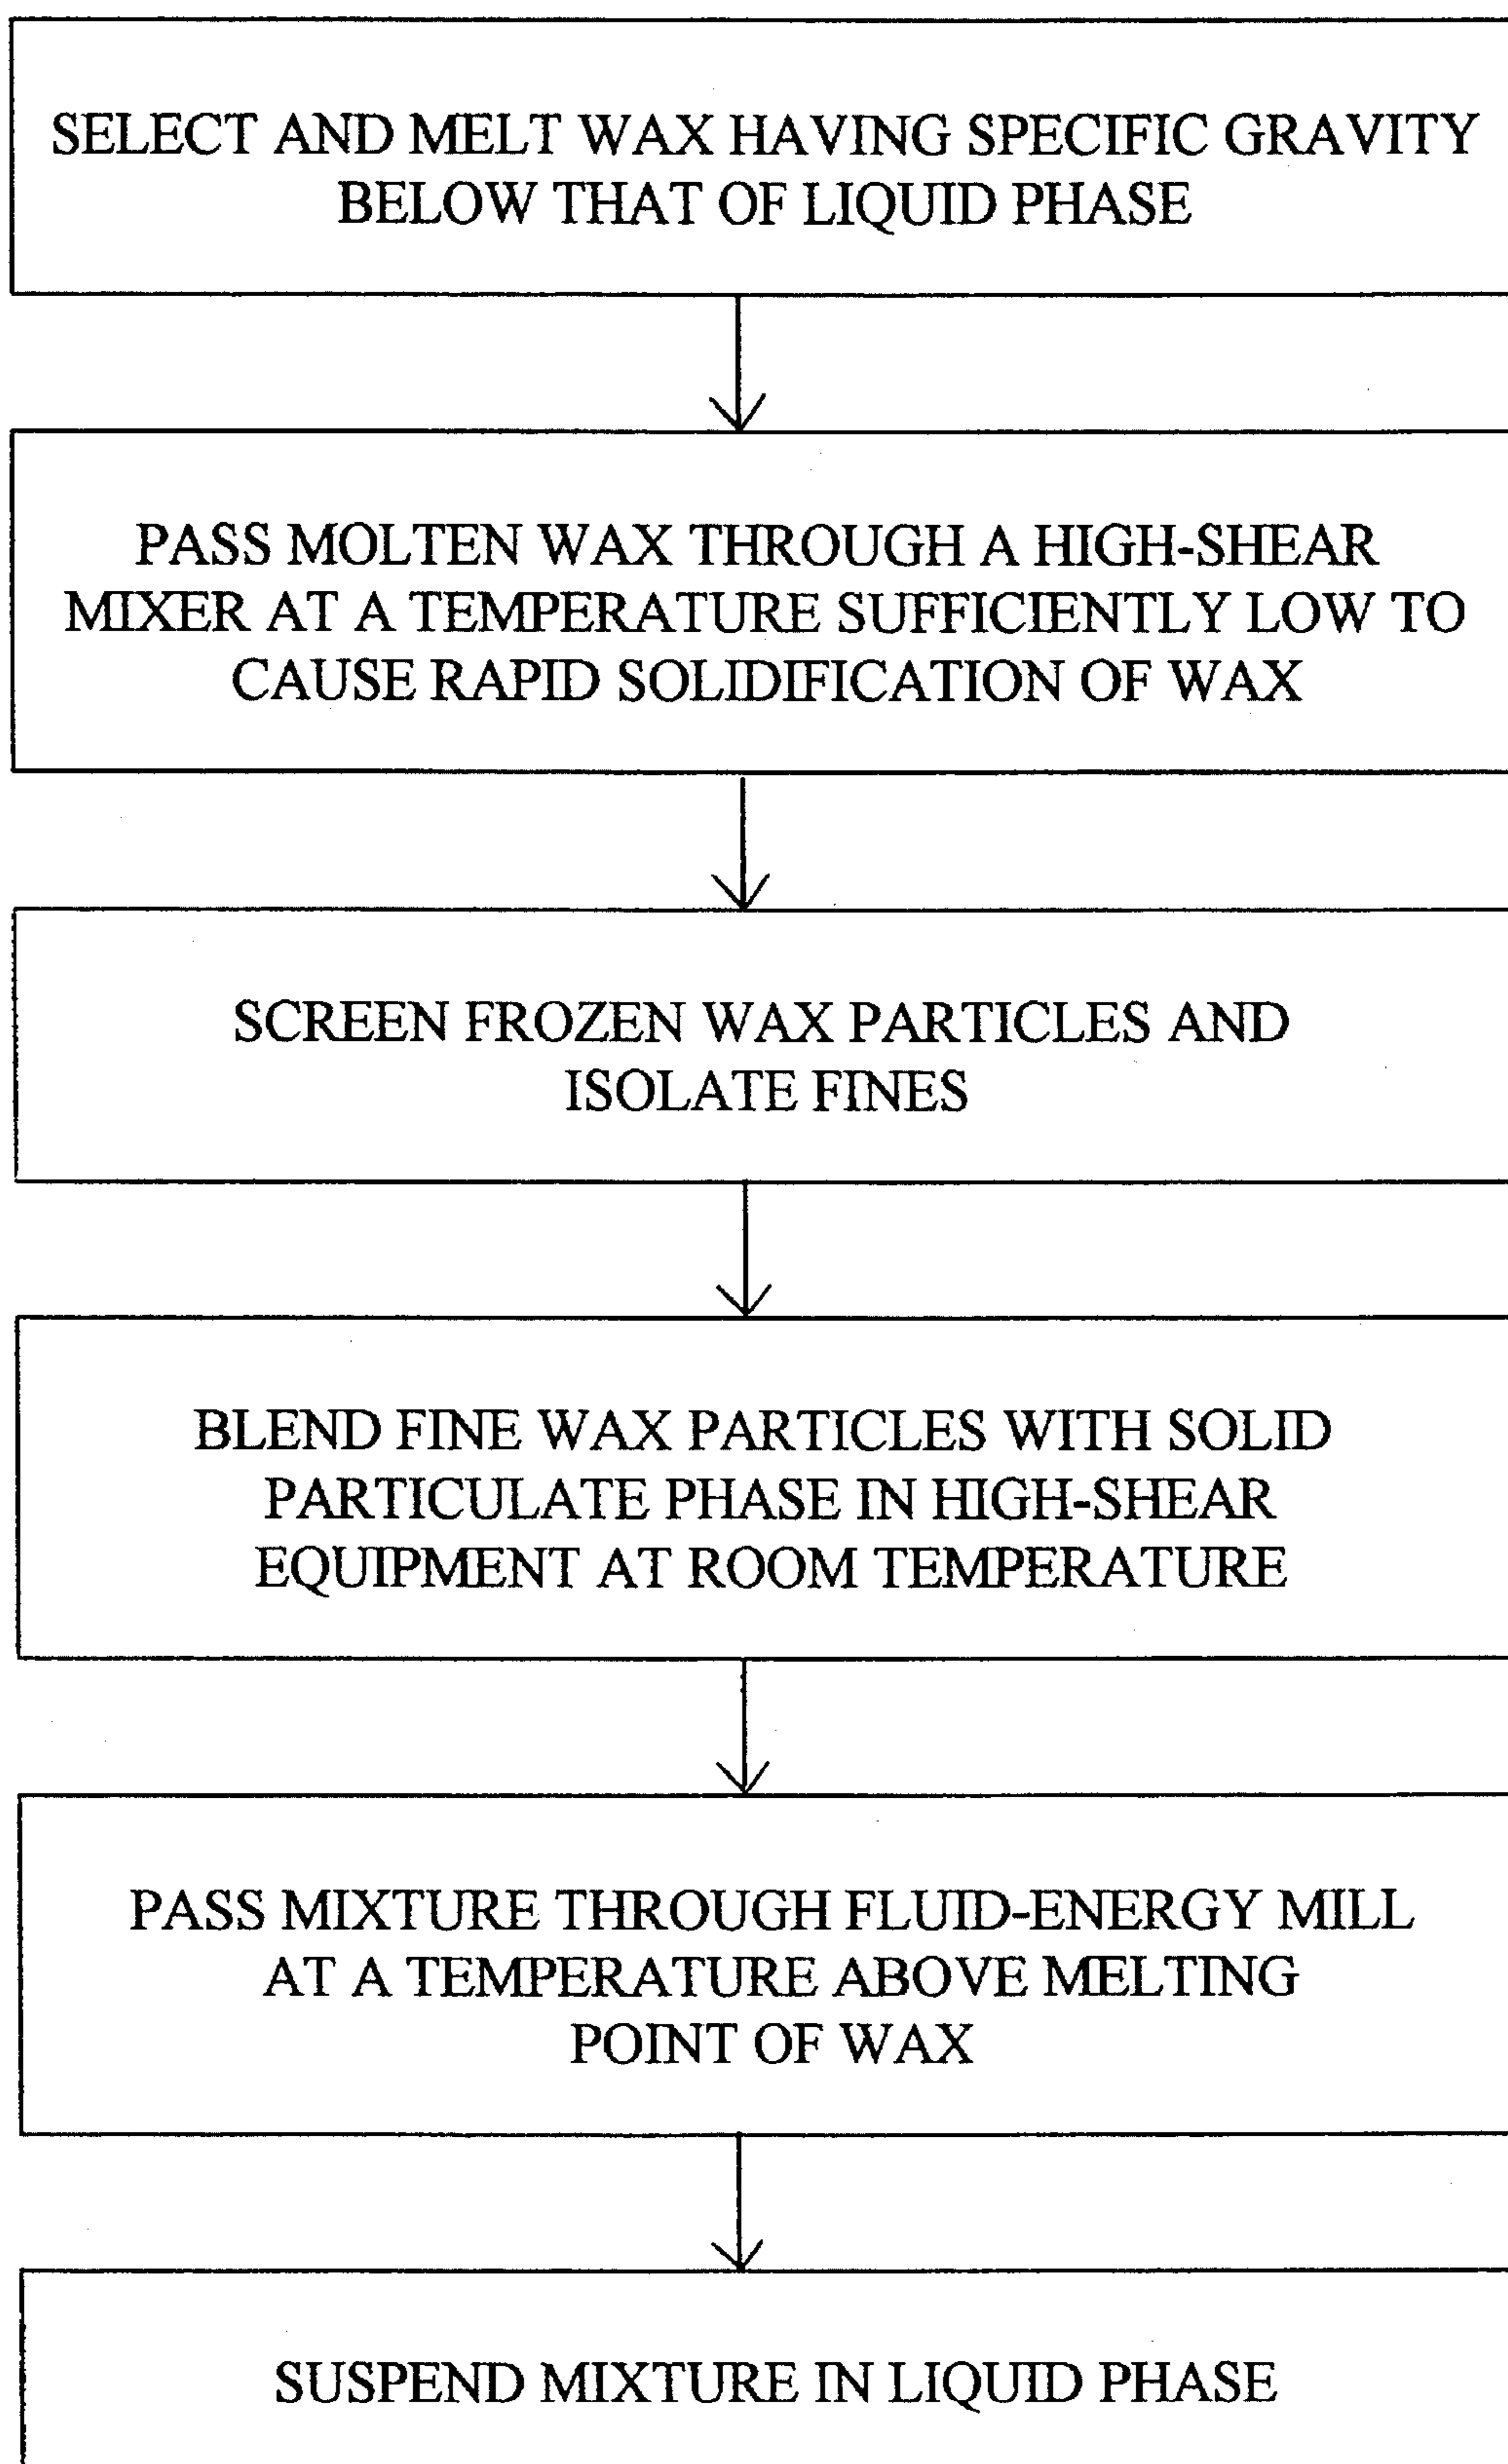 SELECT AND MELT WAX HAVING SPECIFIC GRAVITY
BELOW THAT OF LIQUID PHASE
PASS MOLTEN WAX THROUGH A HIGH-SHEAR
MIXER AT A TEMPERATURE SUFFICIENTLY LOW TO
CAUSE RAPID SOLIDIFICATION OF WAX
SCREEN FROZEN WAX PARTICLES AND
ISOLATE FINES
BLEND FINE WAX PARTICLES WITH SOLID
PARTICULATE PHASE IN HIGH-SHEAR
EQUIPMENT AT ROOM TEMPERATURE
PASS MIXTURE THROUGH FLUID-ENERGY MILL
AT A TEMPERATURE ABOVE MELTING
POINT OF WAX
SUSPEND MIXTURE IN LIQUID PHASE